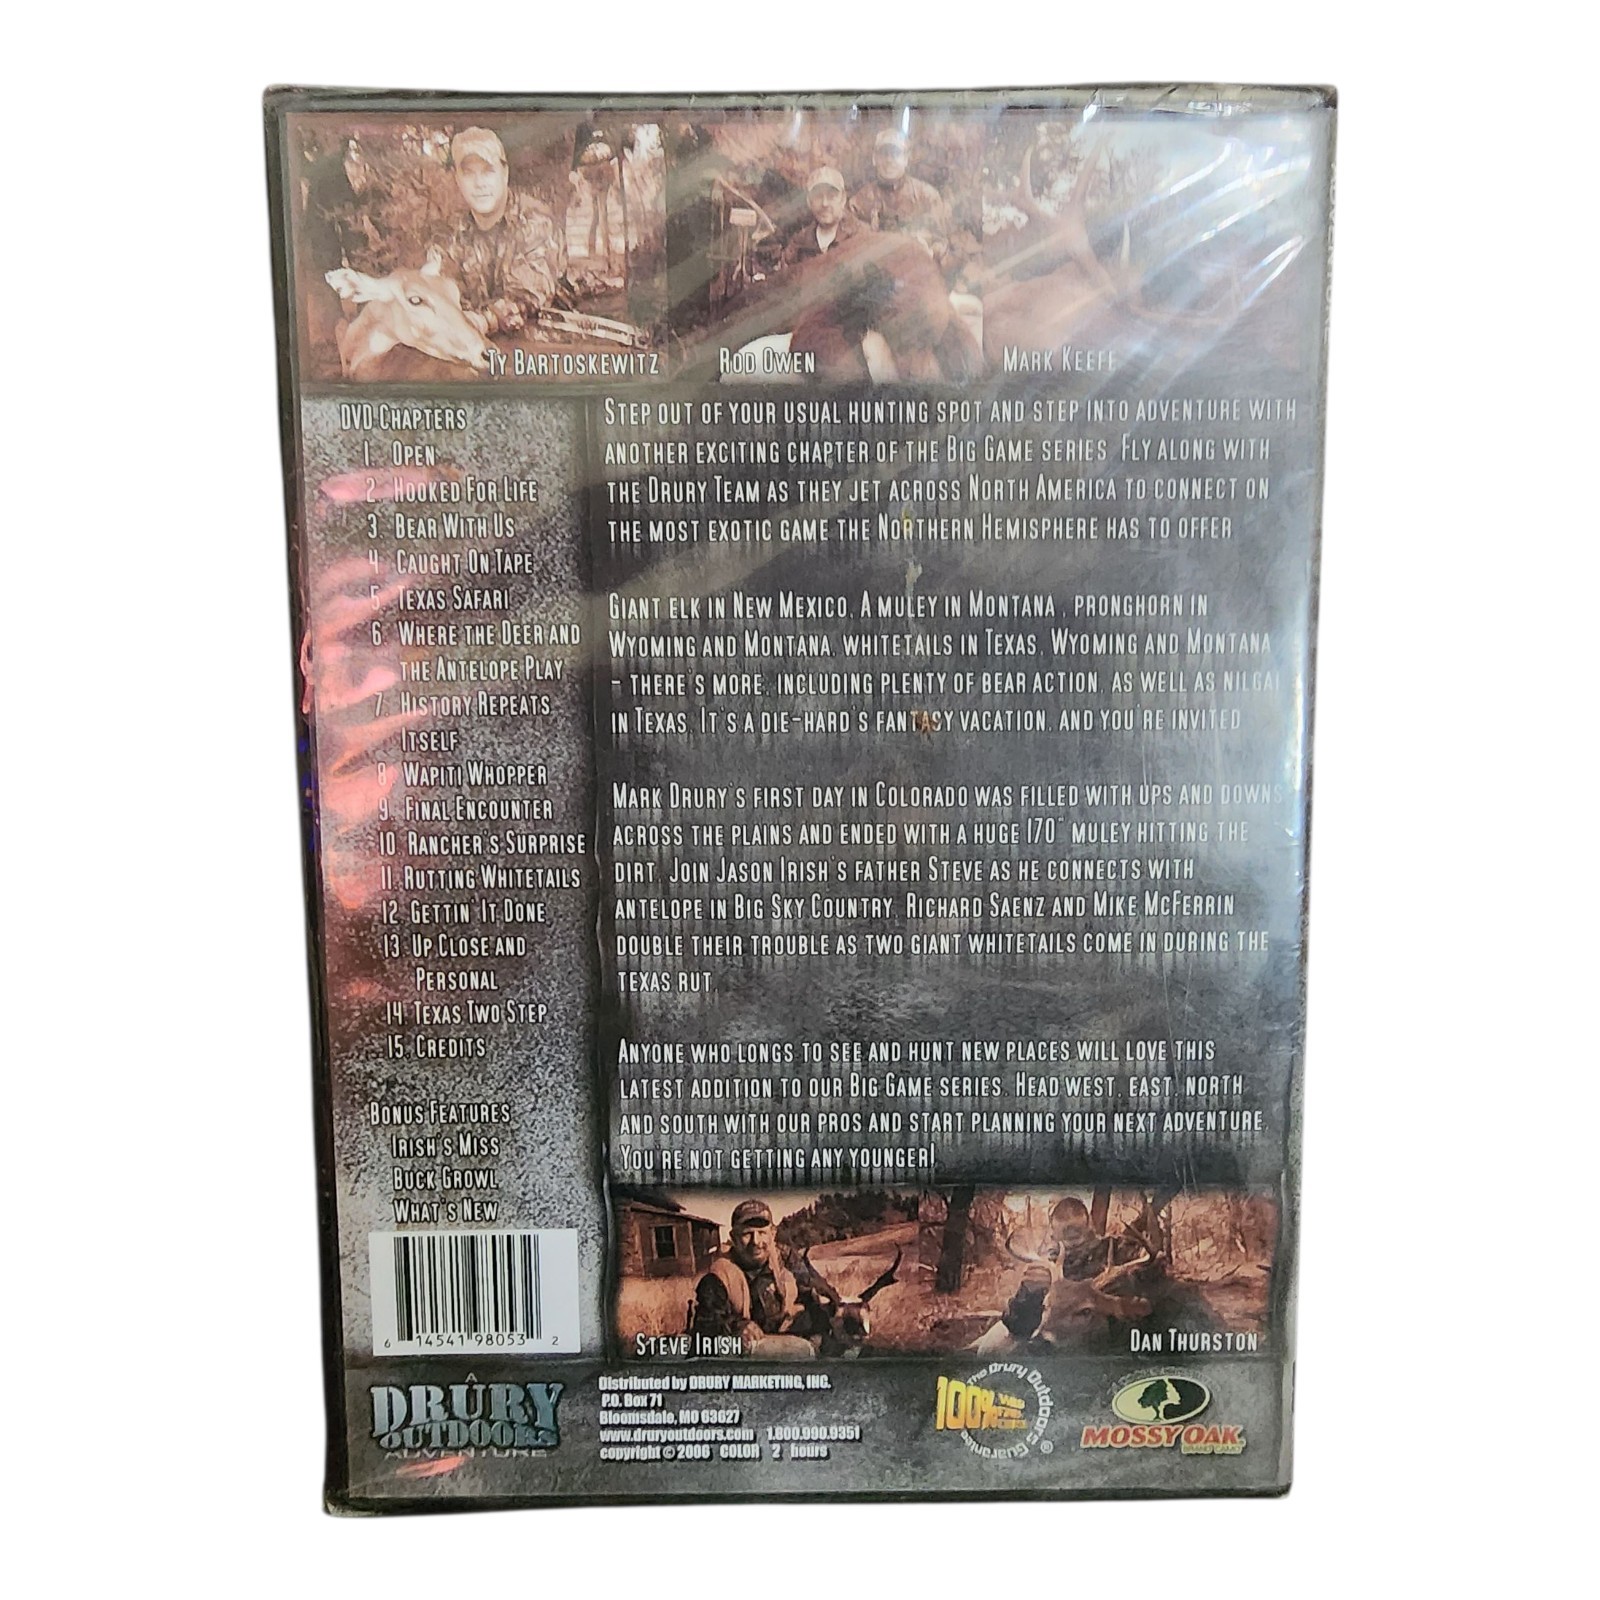 TY BARTOSKEWITZ
ROD OWEN
MARK KEEFE
DVD CHAPTERS
1. OPEN
2. HOOKED FOR LIFE
3. BEAR WITH US
4. CAUGHT ON TAPE
5. TEXAS SAFARI
6. WHERE THE DEER AND
THE ANTELOPE PLAY
7. HISTORY REPEATS
ITSELF
8. WAPITI WHOPPER
9. FINAL ENCOUNTER
10. RANCHER'S SURPRISE
11. RUTTING WHITETAILS
12. GETTIN' IT DONE
13. UP CLOSE AND
PERSONAL
14. TEXAS TWO STEP
15. CREDITS
BONUS FEATURES
IRISH'S MISS
BUCK GROWL
WHAT'S NEW
STEP OUT OF YOUR USUAL HUNTING SPOT AND STEP INTO ADVENTURE WITH
ANOTHER EXCITING CHAPTER OF THE BIG GAME SERIES. FLY ALONG WITH
THE DRURY TEAM AS THEY JET ACROSS NORTH AMERICA TO CONNECT ON
THE MOST EXOTIC GAME THE NORTHERN HEMISPHERE HAS TO OFFER
GIANT ELK IN NEW MEXICO, A MULEY IN MONTANA, PRONGHORN IN
WYOMING AND MONTANA, WHITETAILS IN TEXAS, WYOMING AND MONTANA
– THERE'S MORE, INCLUDING PLENTY OF BEAR ACTION, AS WELL AS NILGAI
IN TEXAS. IT'S A DIE-HARD'S FANTASY VACATION, AND YOU'RE INVITED
MARK DRURY'S FIRST DAY IN COLORADO WAS FILLED WITH UPS AND DOWNS
ACROSS THE PLAINS AND ENDED WITH A HUGE 170" MULEY HITTING THE
DIRT. JOIN JASON IRISH'S FATHER STEVE AS HE CONNECTS WITH
ANTELOPE IN BIG SKY COUNTRY. RICHARD SAENZ AND MIKE MCFERRIN
DOUBLE THEIR TROUBLE AS TWO GIANT WHITETAILS COME IN DURING THE
TEXAS RUT.
ANYONE WHO LONGS TO SEE AND HUNT NEW PLACES WILL LOVE THIS
LATEST ADDITION TO OUR BIG GAME SERIES. HEAD WEST, EAST, NORTH
AND SOUTH WITH OUR PROS AND START PLANNING YOUR NEXT ADVENTURE.
YOU'RE NOT GETTING ANY YOUNGER!
STEVE IRISH
DAN THURSTON
6 14541 98053 2
A
DRURY
OUTDOORS
ADVENTURE
Distributed by DRURY MARKETING, INC.
P.O. Box 71
Bloomsdale, MO 63627
www.druryoutdoors.com 1.800.990.9351
copyright © 2006 COLOR 2 hours
The Drury Outdoors Guarantee
100%
®
MOSSY OAK.
BRAND CAMO